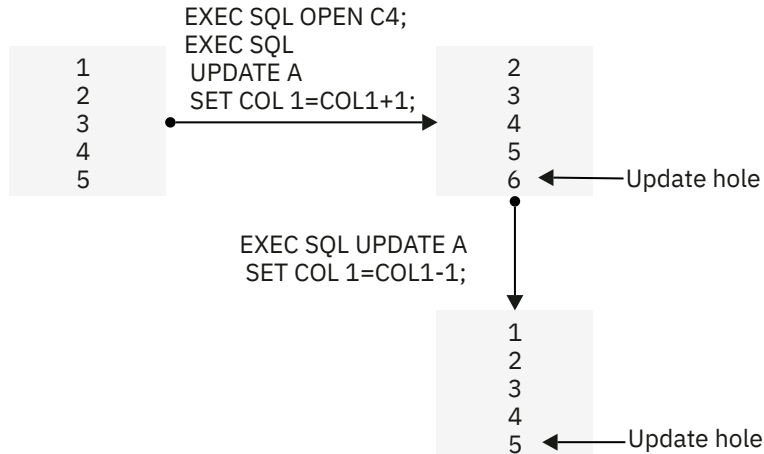 EXEC SQL OPEN C4;
EXEC SQL
UPDATE A
SET COL 1=COL1+1;
1
2
3
4
5
2
3
4
5
6
Update hole
EXEC SQL UPDATE A
SET COL 1=COL1-1;
1
2
3
4
5
Update hole